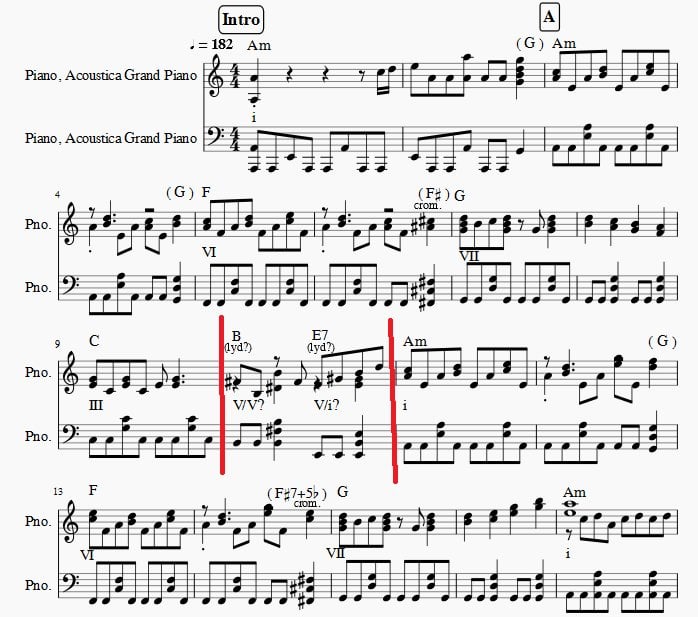 Intro A
♩ = 182 Am ( G ) Am
Piano, Acoustica Grand Piano
i
Piano, Acoustica Grand Piano
4 ( G ) F ( F♯ ) G
crom.
Pno.
VI VII
Pno.
9 C B E7 Am ( G )
(lyd?) (lyd?)
Pno.
III V/V? V/i? i
Pno.
13 F ( F♯7+5♭ ) G Am
crom.
Pno.
VI VII i
Pno.